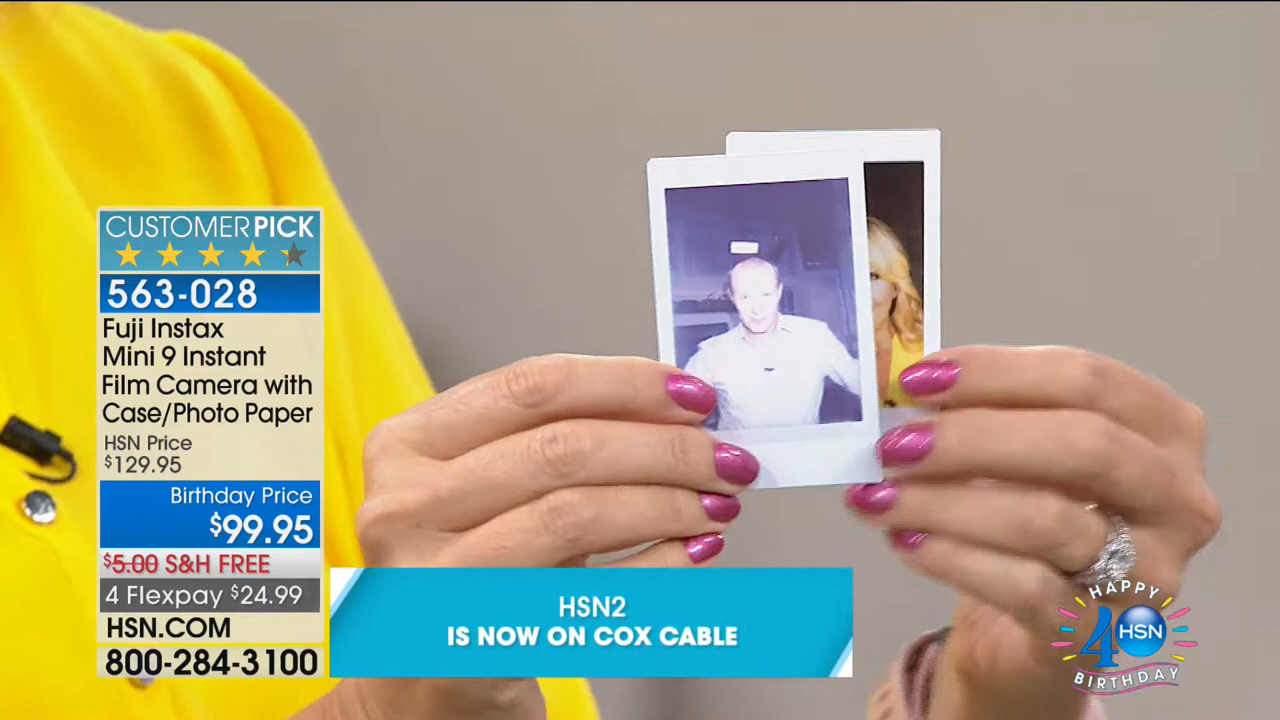 CUSTOMER PICK
563-028
Fuji Instax
Mini 9 Instant
Film Camera with
Case/Photo Paper
HSN Price
$129.95
Birthday Price
$99.95
$5.00 S&H FREE
4 Flexpay $24.99
HSN.COM
800-284-3100
HSN2
IS NOW ON COX CABLE
HAPPY
40 HSN
BIRTHDAY